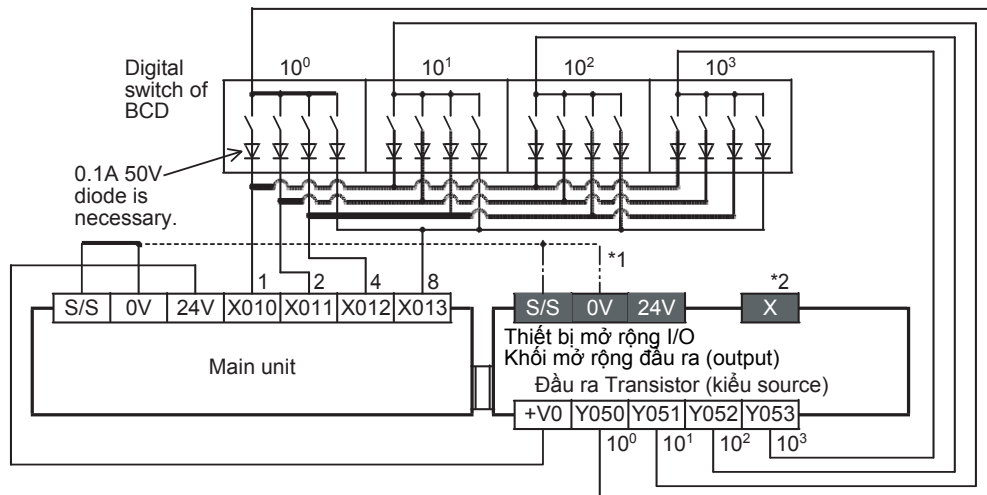 10⁰ 10¹ 10² 10³
Digital
switch of
BCD
0.1A 50V
diode is
necessary.
*1
1 2 4 8
*2
S/S 0V 24V X010 X011 X012 X013
S/S 0V 24V X
Main unit
Thiết bị mở rộng I/O
Khối mở rộng đầu ra (output)
Đầu ra Transistor (kiểu source)
+V0 Y050 Y051 Y052 Y053
10⁰ 10¹ 10² 10³